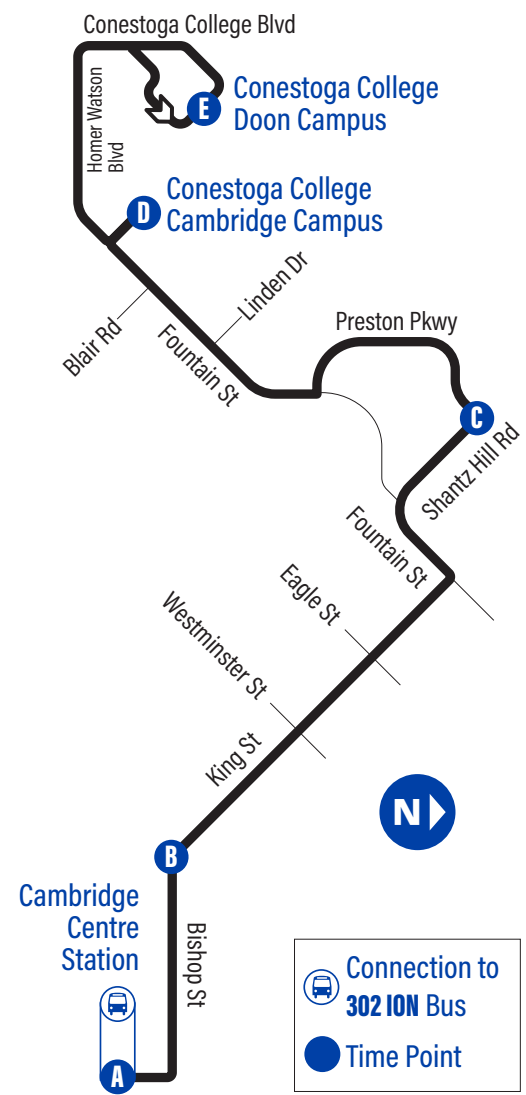 Conestoga College Blvd
Homer Watson
Blvd
E
Conestoga College
Doon Campus
D
Conestoga College
Cambridge Campus
Linden Dr
Blair Rd
Fountain St
Preston Pkwy
C
Shantz Hill Rd
Fountain St
Eagle St
Westminster St
King St
N
B
Cambridge
Centre
Station
Bishop St
A
Connection to
302 ION Bus
Time Point